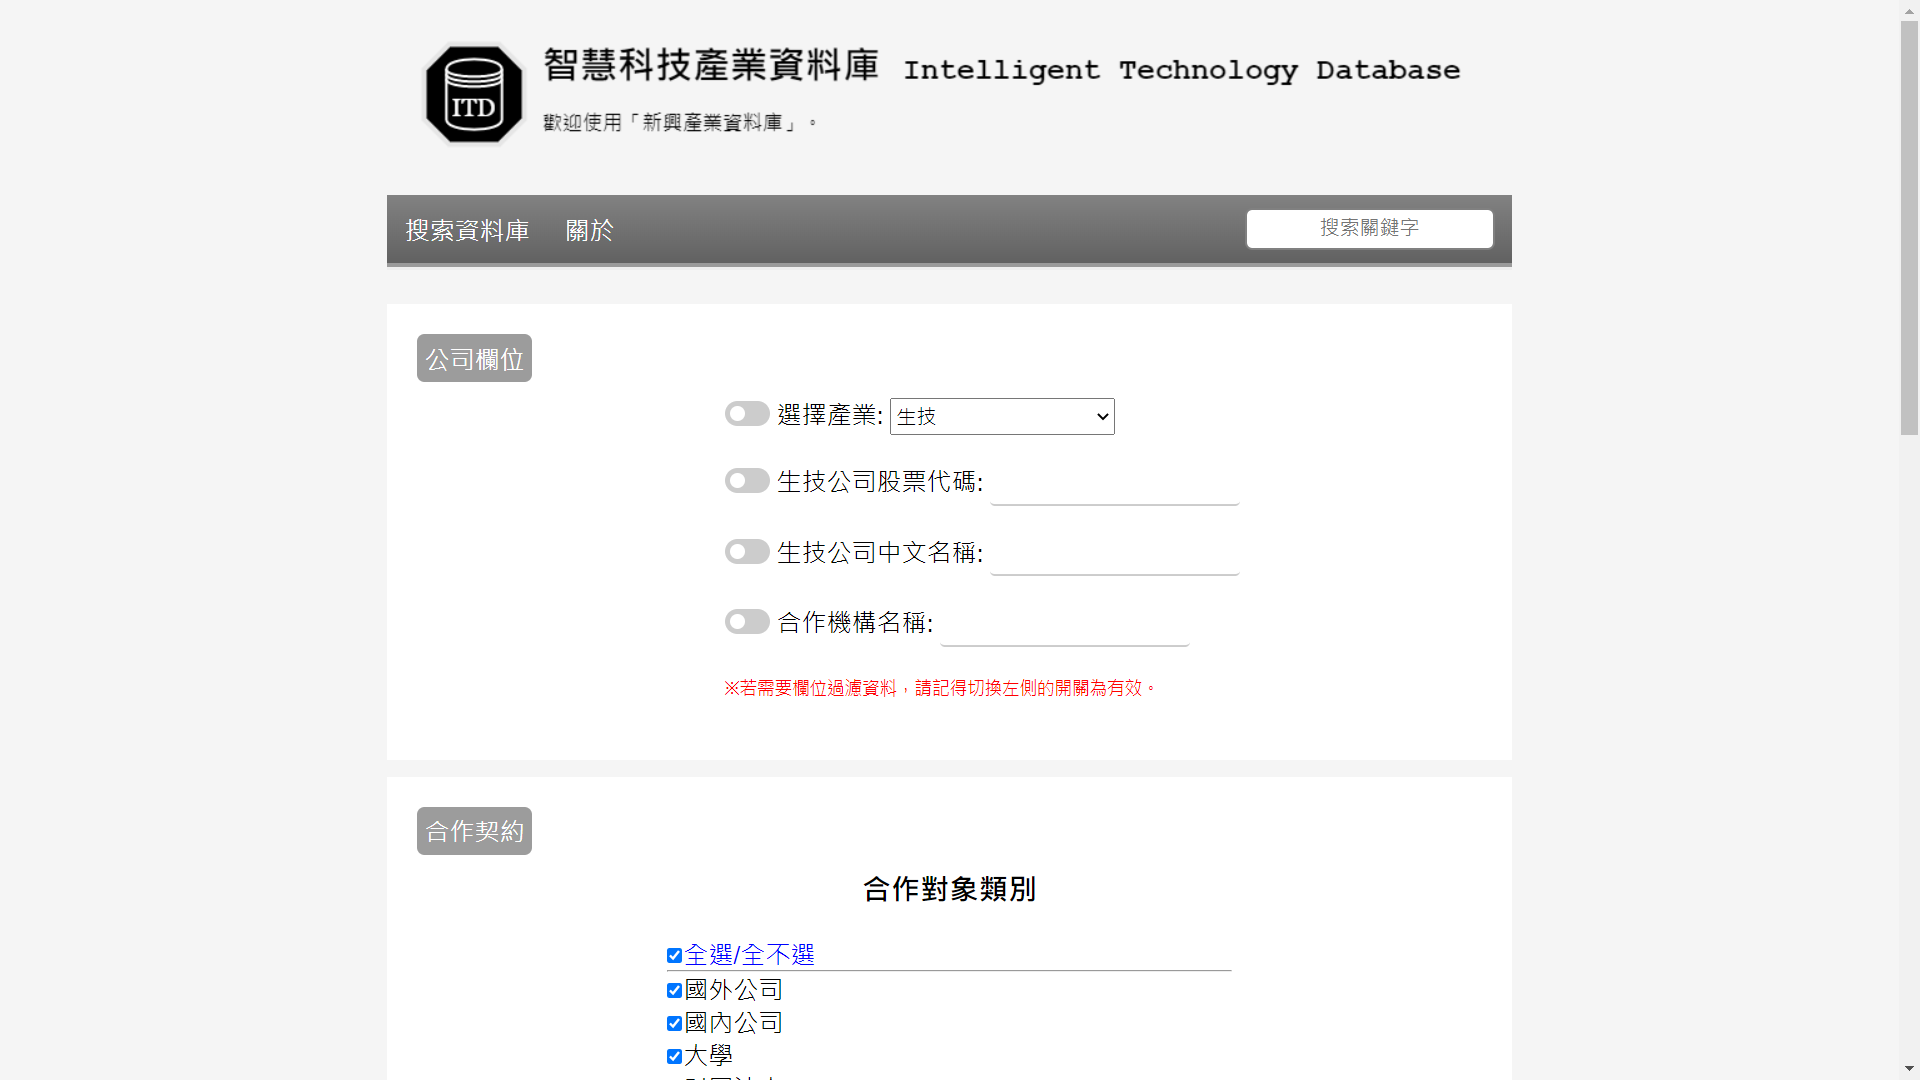 智慧科技產業資料庫 Intelligent Technology Database
ITD
歡迎使用「新興產業資料庫」。
搜索資料庫 關於 搜索關鍵字
公司欄位
選擇產業: 生技
生技公司股票代碼:
生技公司中文名稱:
合作機構名稱:
※若需要欄位過濾資料，請記得切換左側的開關為有效。
合作契約
合作對象類別
全選/全不選
國外公司
國內公司
大學